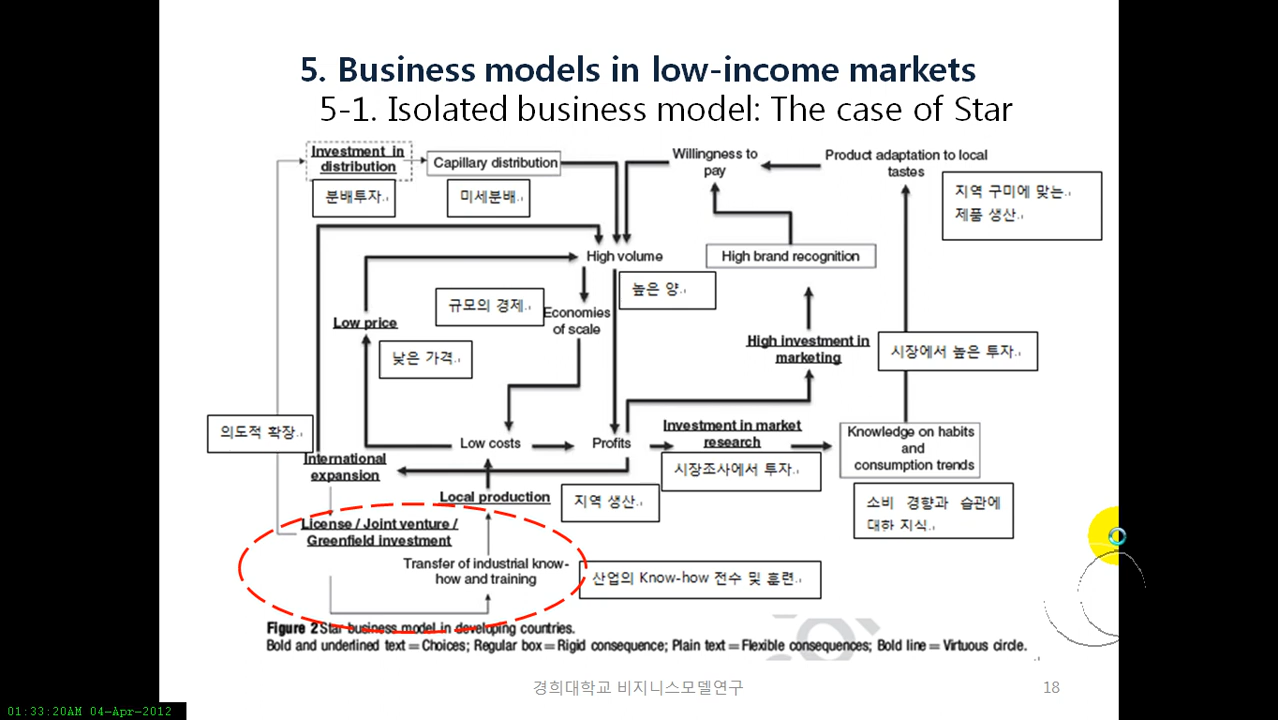 5. Business models in low-income markets
5-1. Isolated business model: The case of Star
Investment in
distribution
Capillary distribution
Willingness to
pay
Product adaptation to local
tastes
분배투자.
미세분배.
지역 구미에 맞는
제품 생산.
High volume
High brand recognition
높은 양.
규모의 경제.
Economies
of scale
Low price
낮은 가격.
High investment in
marketing
시장에서 높은 투자.
의도적 확장.
Low costs
Profits
Investment in market
research
Knowledge on habits
and
consumption trends
International
expansion
시장조사에서 투자.
Local production
지역 생산.
소비 경향과 습관에
대한 지식.
License / Joint venture /
Greenfield investment
Transfer of industrial know-
how and training
산업의 Know-how 전수 및 훈련.
Figure 2 Star business model in developing countries.
Bold and underlined text = Choices; Regular box = Rigid consequence; Plain text = Flexible consequences; Bold line = Virtuous circle.
경희대학교 비지니스모델연구
18
01:33:20AM 04-Apr-2012